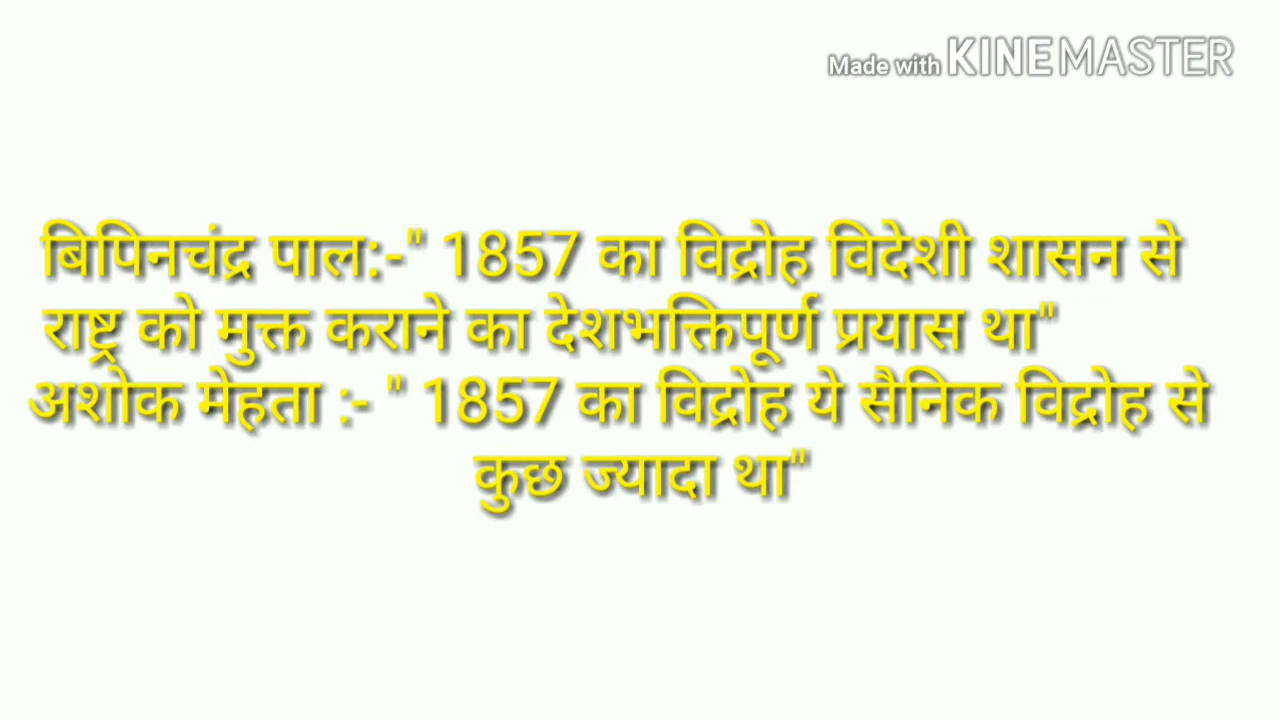 Made with KINEMASTER
बिपिनचंद्र पाल:-" 1857 का विद्रोह विदेशी शासन से
राष्ट्र को मुक्त कराने का देशभक्तिपूर्ण प्रयास था"
अशोक मेहता :- " 1857 का विद्रोह ये सैनिक विद्रोह से
कुछ ज्यादा था"